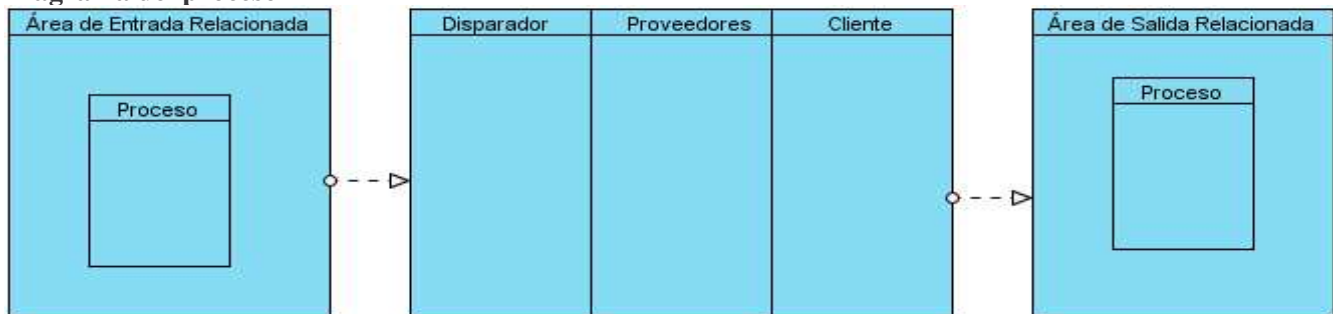 Área de Entrada Relacionada
Disparador
Proveedores
Cliente
Área de Salida Relacionada
Proceso
Proceso